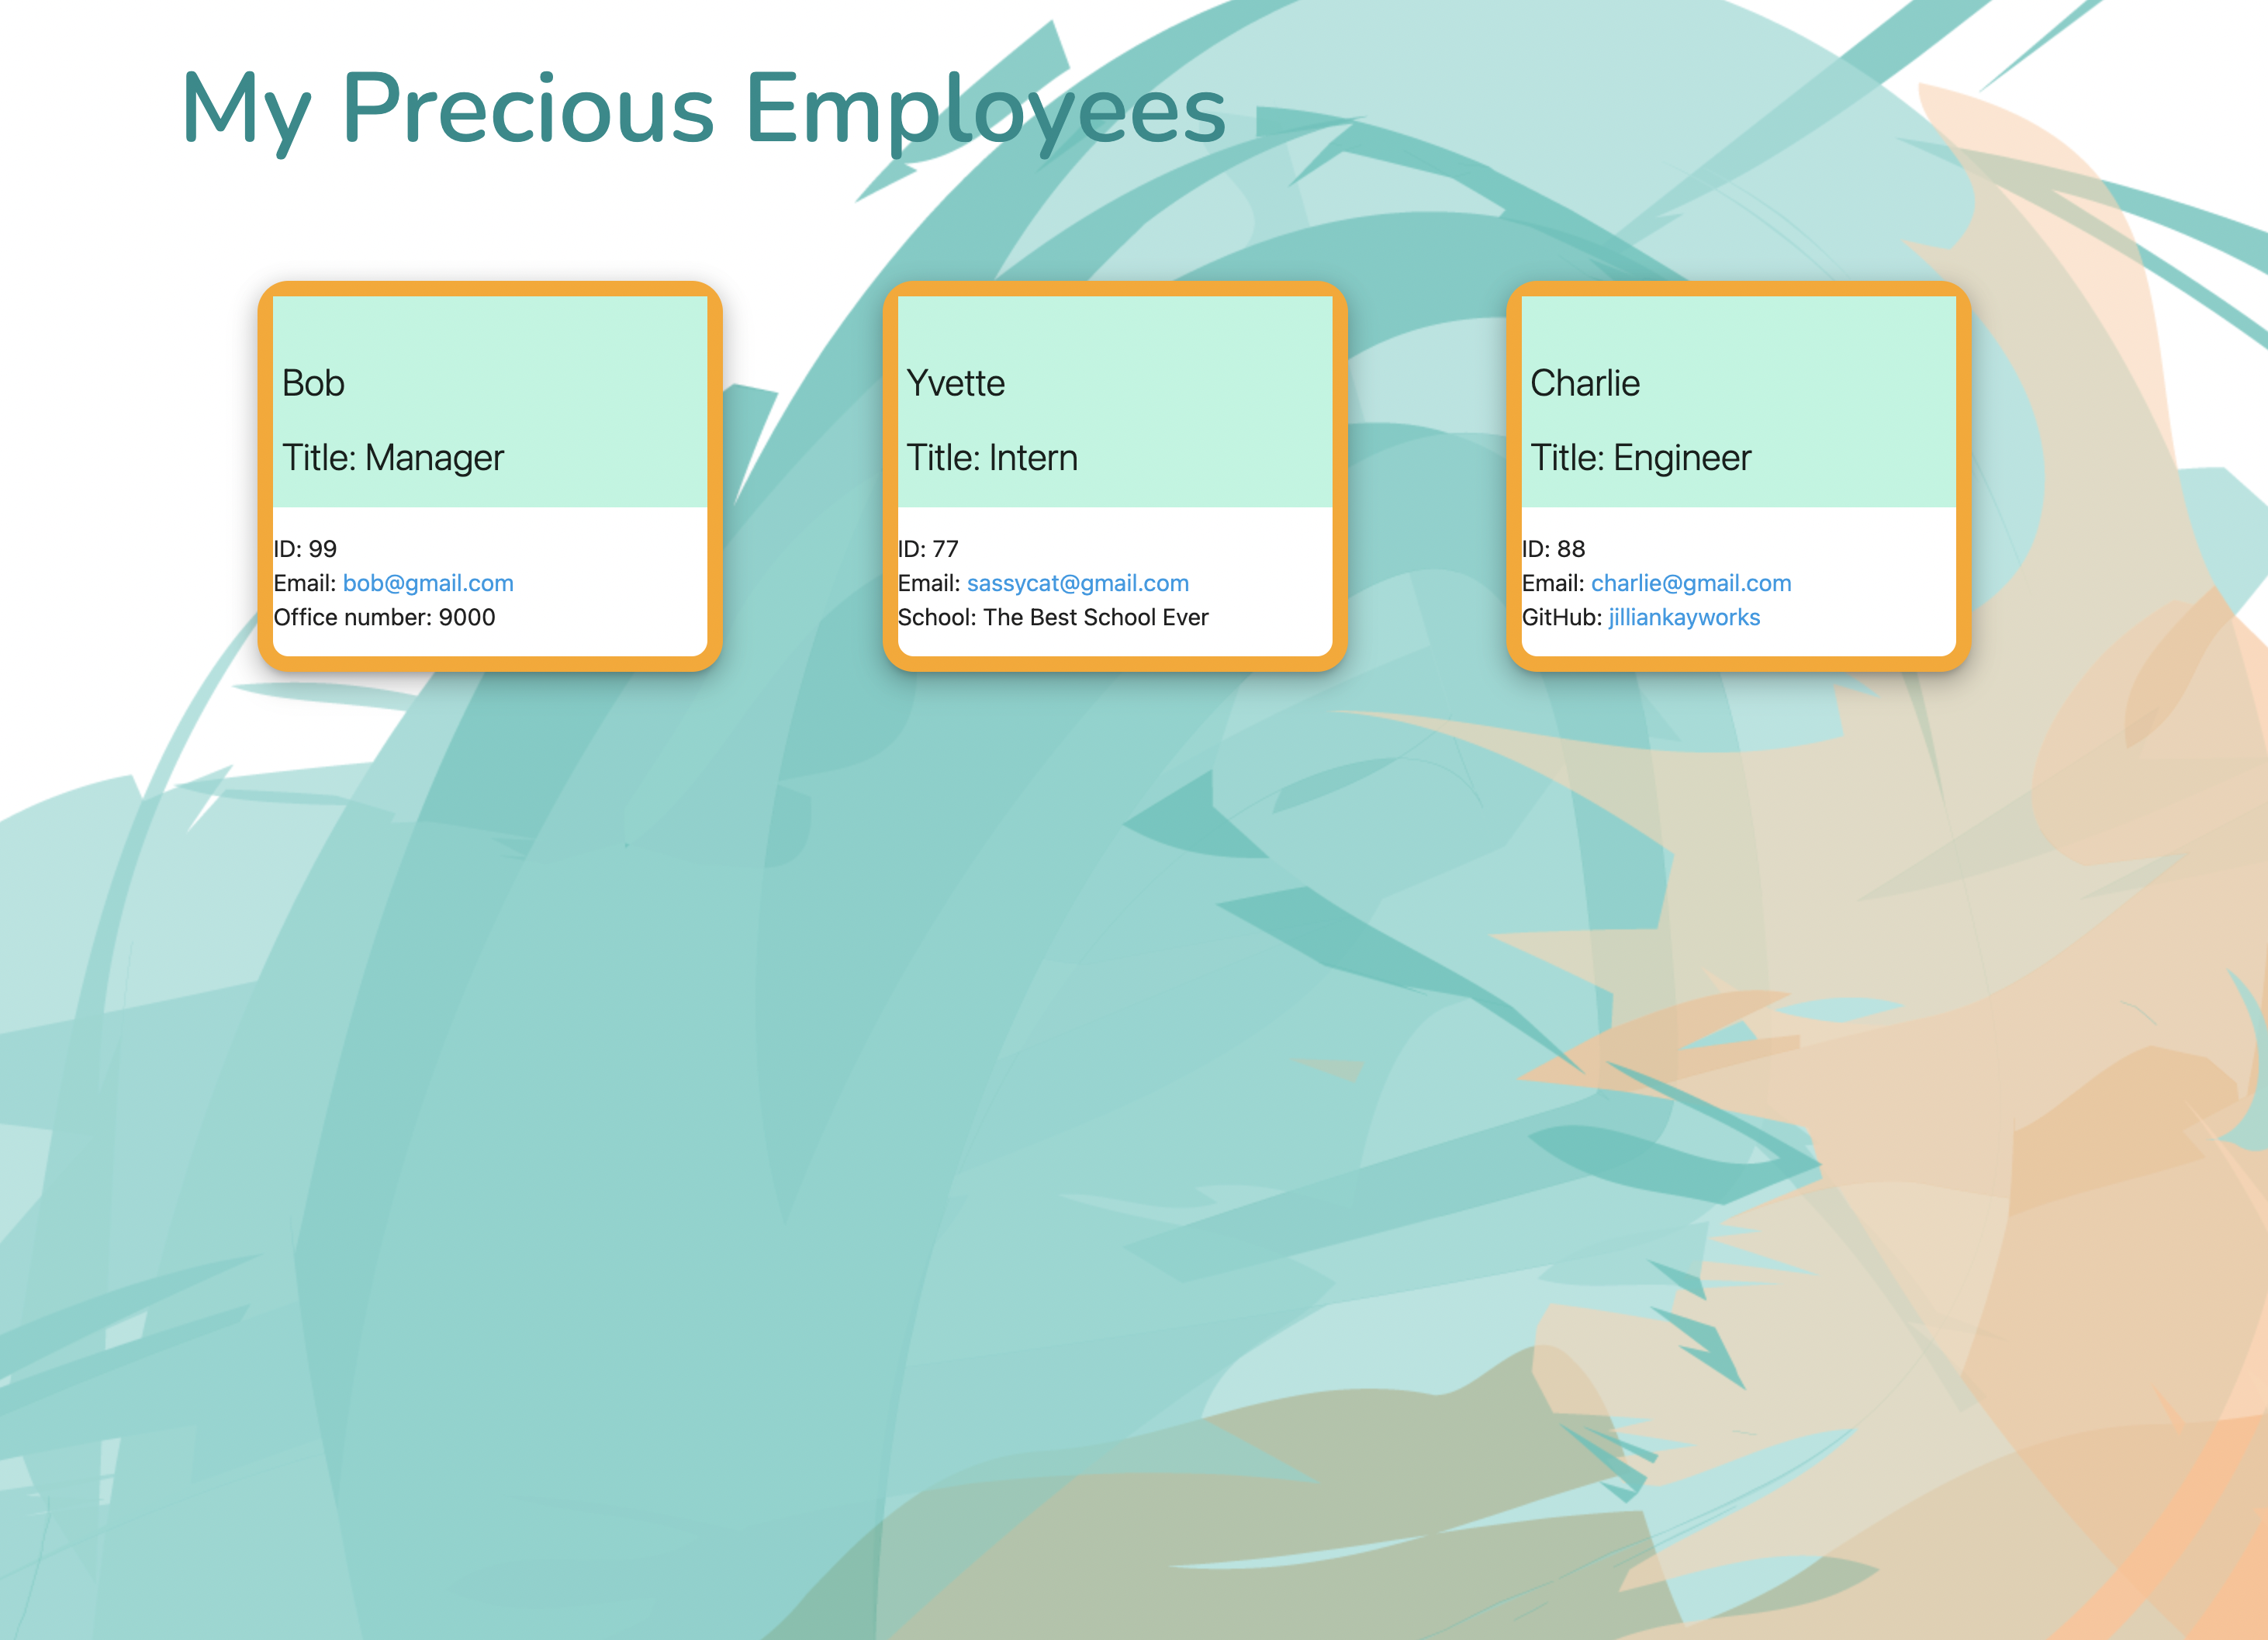 My Precious Employees
Bob
Title: Manager
ID: 99
Email: bob@gmail.com
Office number: 9000
Yvette
Title: Intern
ID: 77
Email: sassycat@gmail.com
School: The Best School Ever
Charlie
Title: Engineer
ID: 88
Email: charlie@gmail.com
GitHub: jilliankayworks